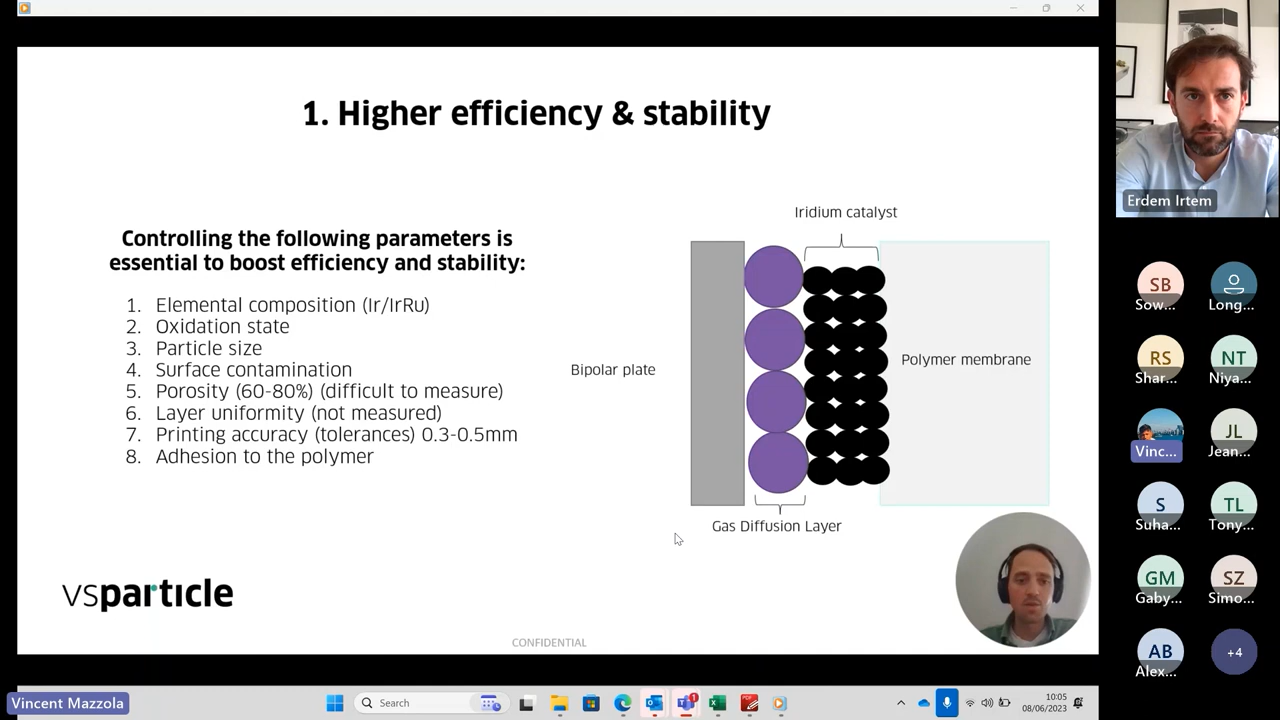 1. Higher efficiency & stability
Controlling the following parameters is
essential to boost efficiency and stability:
1. Elemental composition (Ir/IrRu)
2. Oxidation state
3. Particle size
4. Surface contamination
5. Porosity (60-80%) (difficult to measure)
6. Layer uniformity (not measured)
7. Printing accuracy (tolerances) 0.3-0.5mm
8. Adhesion to the polymer
Iridium catalyst
Bipolar plate
Polymer membrane
Gas Diffusion Layer
vsparticle
CONFIDENTIAL
Erdem Irtem
SB
Sow...
Long...
RS
Shar...
NT
Niya...
Vinc...
JL
Jean...
S
Suha...
TL
Tony...
GM
Gaby...
SZ
Simo...
AB
Alex...
+4
Vincent Mazzola
Search
1
10:05
08/06/2023